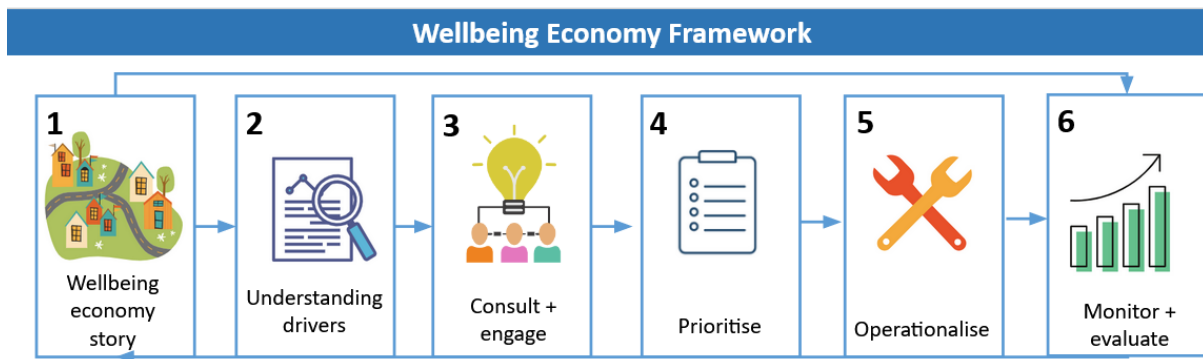 Wellbeing Economy Framework
1
Wellbeing
economy
story
2
Understanding
drivers
3
Consult +
engage
4
Prioritise
5
Operationalise
6
Monitor +
evaluate